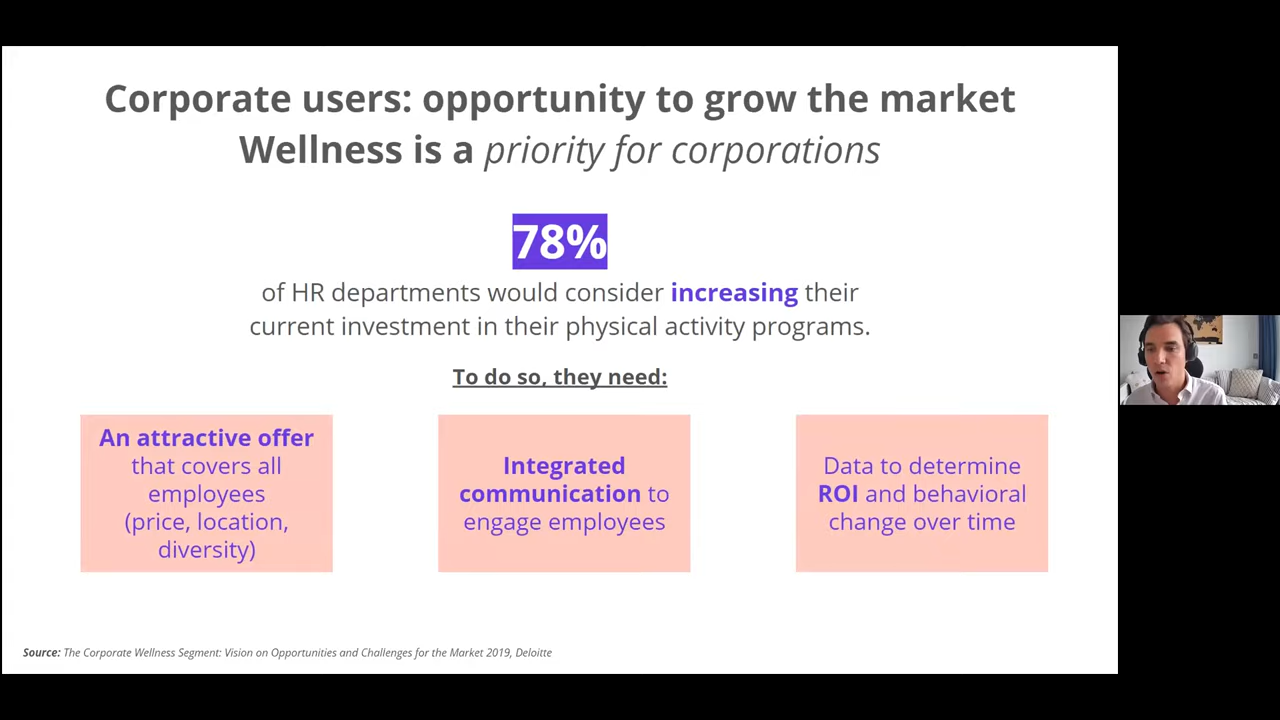 Corporate users: opportunity to grow the market
Wellness is a priority for corporations
78%
of HR departments would consider increasing their
current investment in their physical activity programs.
To do so, they need:
An attractive offer
that covers all
employees
(price, location,
diversity)
Integrated
communication to
engage employees
Data to determine
ROI and behavioral
change over time
Source: The Corporate Wellness Segment: Vision on Opportunities and Challenges for the Market 2019, Deloitte